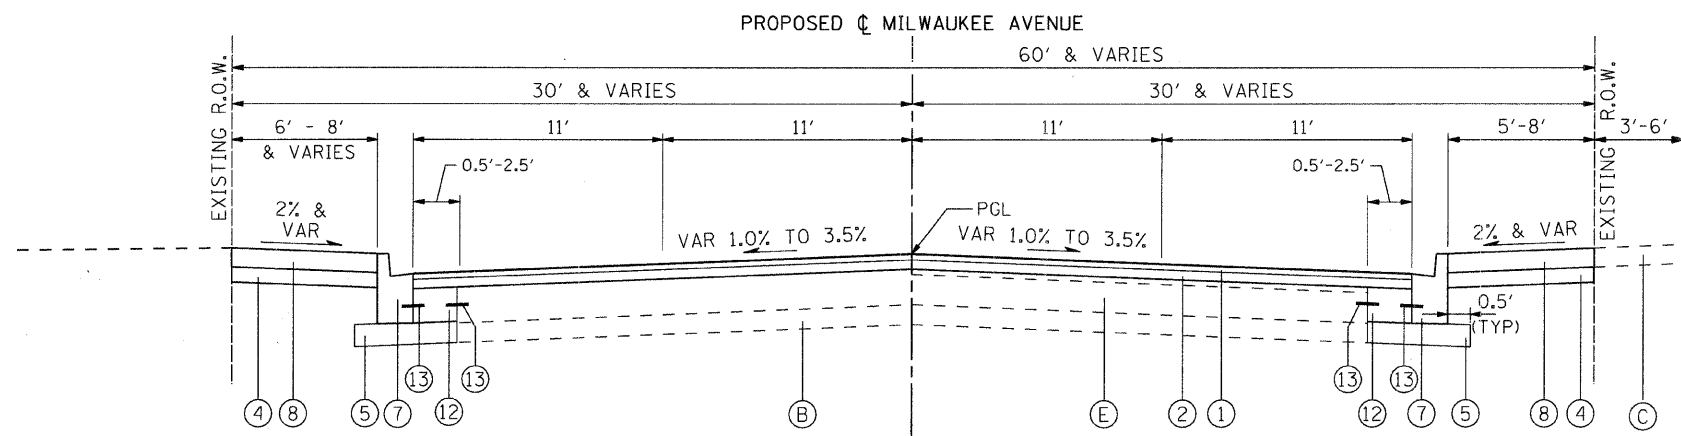 PROPOSED ℄ MILWAUKEE AVENUE
60' & VARIES
30' & VARIES
30' & VARIES
EXISTING R.O.W.
EXISTING R.O.W.
6' - 8'
& VARIES
11'
11'
11'
11'
5'-8'
3'-6'
0.5'-2.5'
0.5'-2.5'
2% &
VAR
VAR 1.0% TO 3.5%
PGL
VAR 1.0% TO 3.5%
2% & VAR
0.5'
(TYP)
13
13
13
13
4
8
5
7
12
B
E
2
1
12
7
5
8
4
C